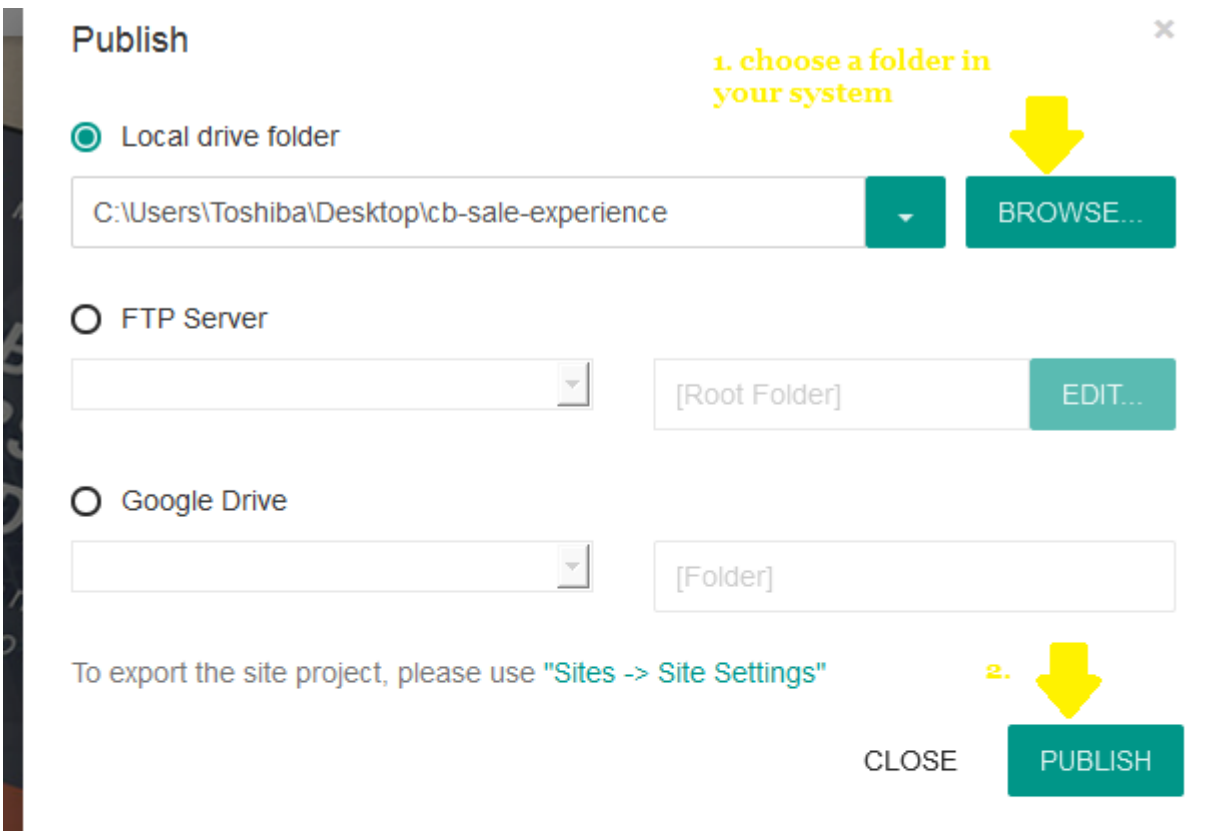 Publish
×
1. choose a folder in
your system
Local drive folder
C:\Users\Toshiba\Desktop\cb-sale-experience
BROWSE...
FTP Server
[Root Folder]
EDIT...
Google Drive
[Folder]
To export the site project, please use "Sites -> Site Settings"
2.
CLOSE
PUBLISH